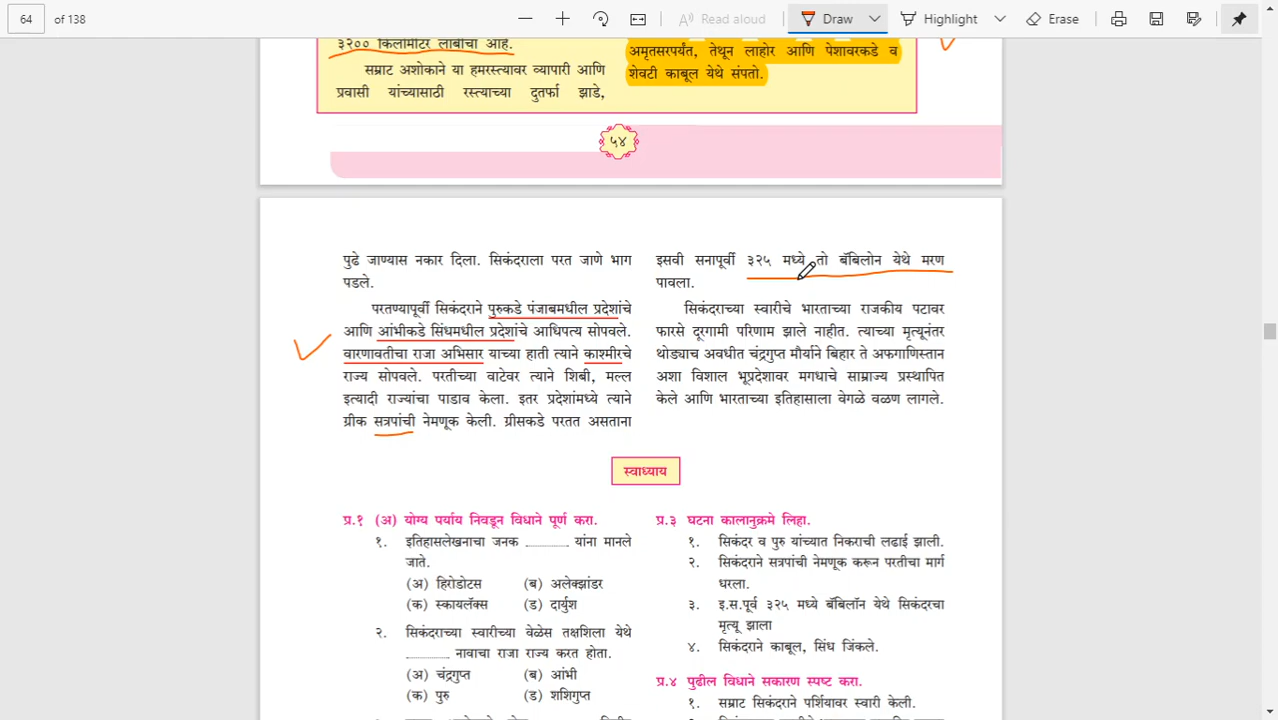 64 of 138
Read aloud
Draw
Highlight
Erase
३२०० किलोमीटर लांबीचा आहे.
सम्राट अशोकाने या हमरस्त्यावर व्यापारी आणि
प्रवासी यांच्यासाठी रस्त्याच्या दुतर्फा झाडे,
अमृतसरपर्यंत, तेथून लाहोर आणि पेशावरकडे व
शेवटी काबूल येथे संपतो.
५४
पुढे जाण्यास नकार दिला. सिकंदराला परत जाणे भाग
पडले.
परतण्यापूर्वी सिकंदराने पुरुकडे पंजाबमधील प्रदेशांचे
आणि आंभीकडे सिंधमधील प्रदेशांचे आधिपत्य सोपवले.
वारणावतीचा राजा अभिसार याच्या हाती त्याने काश्मीरचे
राज्य सोपवले. परतीच्या वाटेवर त्याने शिबी, मल्ल
इत्यादी राज्यांचा पाडाव केला. इतर प्रदेशांमध्ये त्याने
ग्रीक सत्रपांची नेमणूक केली. ग्रीसकडे परतत असताना
इसवी सनापूर्वी ३२५ मध्ये तो बॅबिलोन येथे मरण
पावला.
सिकंदराच्या स्वारीचे भारताच्या राजकीय पटावर
फारसे दूरगामी परिणाम झाले नाहीत. त्याच्या मृत्यूनंतर
थोड्याच अवधीत चंद्रगुप्त मौर्याने बिहार ते अफगाणिस्तान
अशा विशाल भूप्रदेशावर मगधाचे साम्राज्य प्रस्थापित
केले आणि भारताच्या इतिहासाला वेगळे वळण लागले.
स्वाध्याय
प्र.१ (अ) योग्य पर्याय निवडून विधाने पूर्ण करा.
१. इतिहासलेखनाचा जनक .............. यांना मानले
जाते.
(अ) हिरोडोटस (ब) अलेक्झांडर
(क) स्कायलॅक्स (ड) दार्युश
२. सिकंदराच्या स्वारीच्या वेळेस तक्षशिला येथे
.............. नावाचा राजा राज्य करत होता.
(अ) चंद्रगुप्त (ब) आंभी
(क) पुरु (ड) शशिगुप्त
प्र.३ घटना कालानुक्रमे लिहा.
१. सिकंदर व पुरु यांच्यात निकराची लढाई झाली.
२. सिकंदराने सत्रपांची नेमणूक करून परतीचा मार्ग
धरला.
३. इ.स.पूर्व ३२५ मध्ये बॅबिलॉन येथे सिकंदरचा
मृत्यू झाला
४. सिकंदराने काबूल, सिंध जिंकले.
प्र.४ पुढील विधाने सकारण स्पष्ट करा.
१. सम्राट सिकंदराने पर्शियावर स्वारी केली.